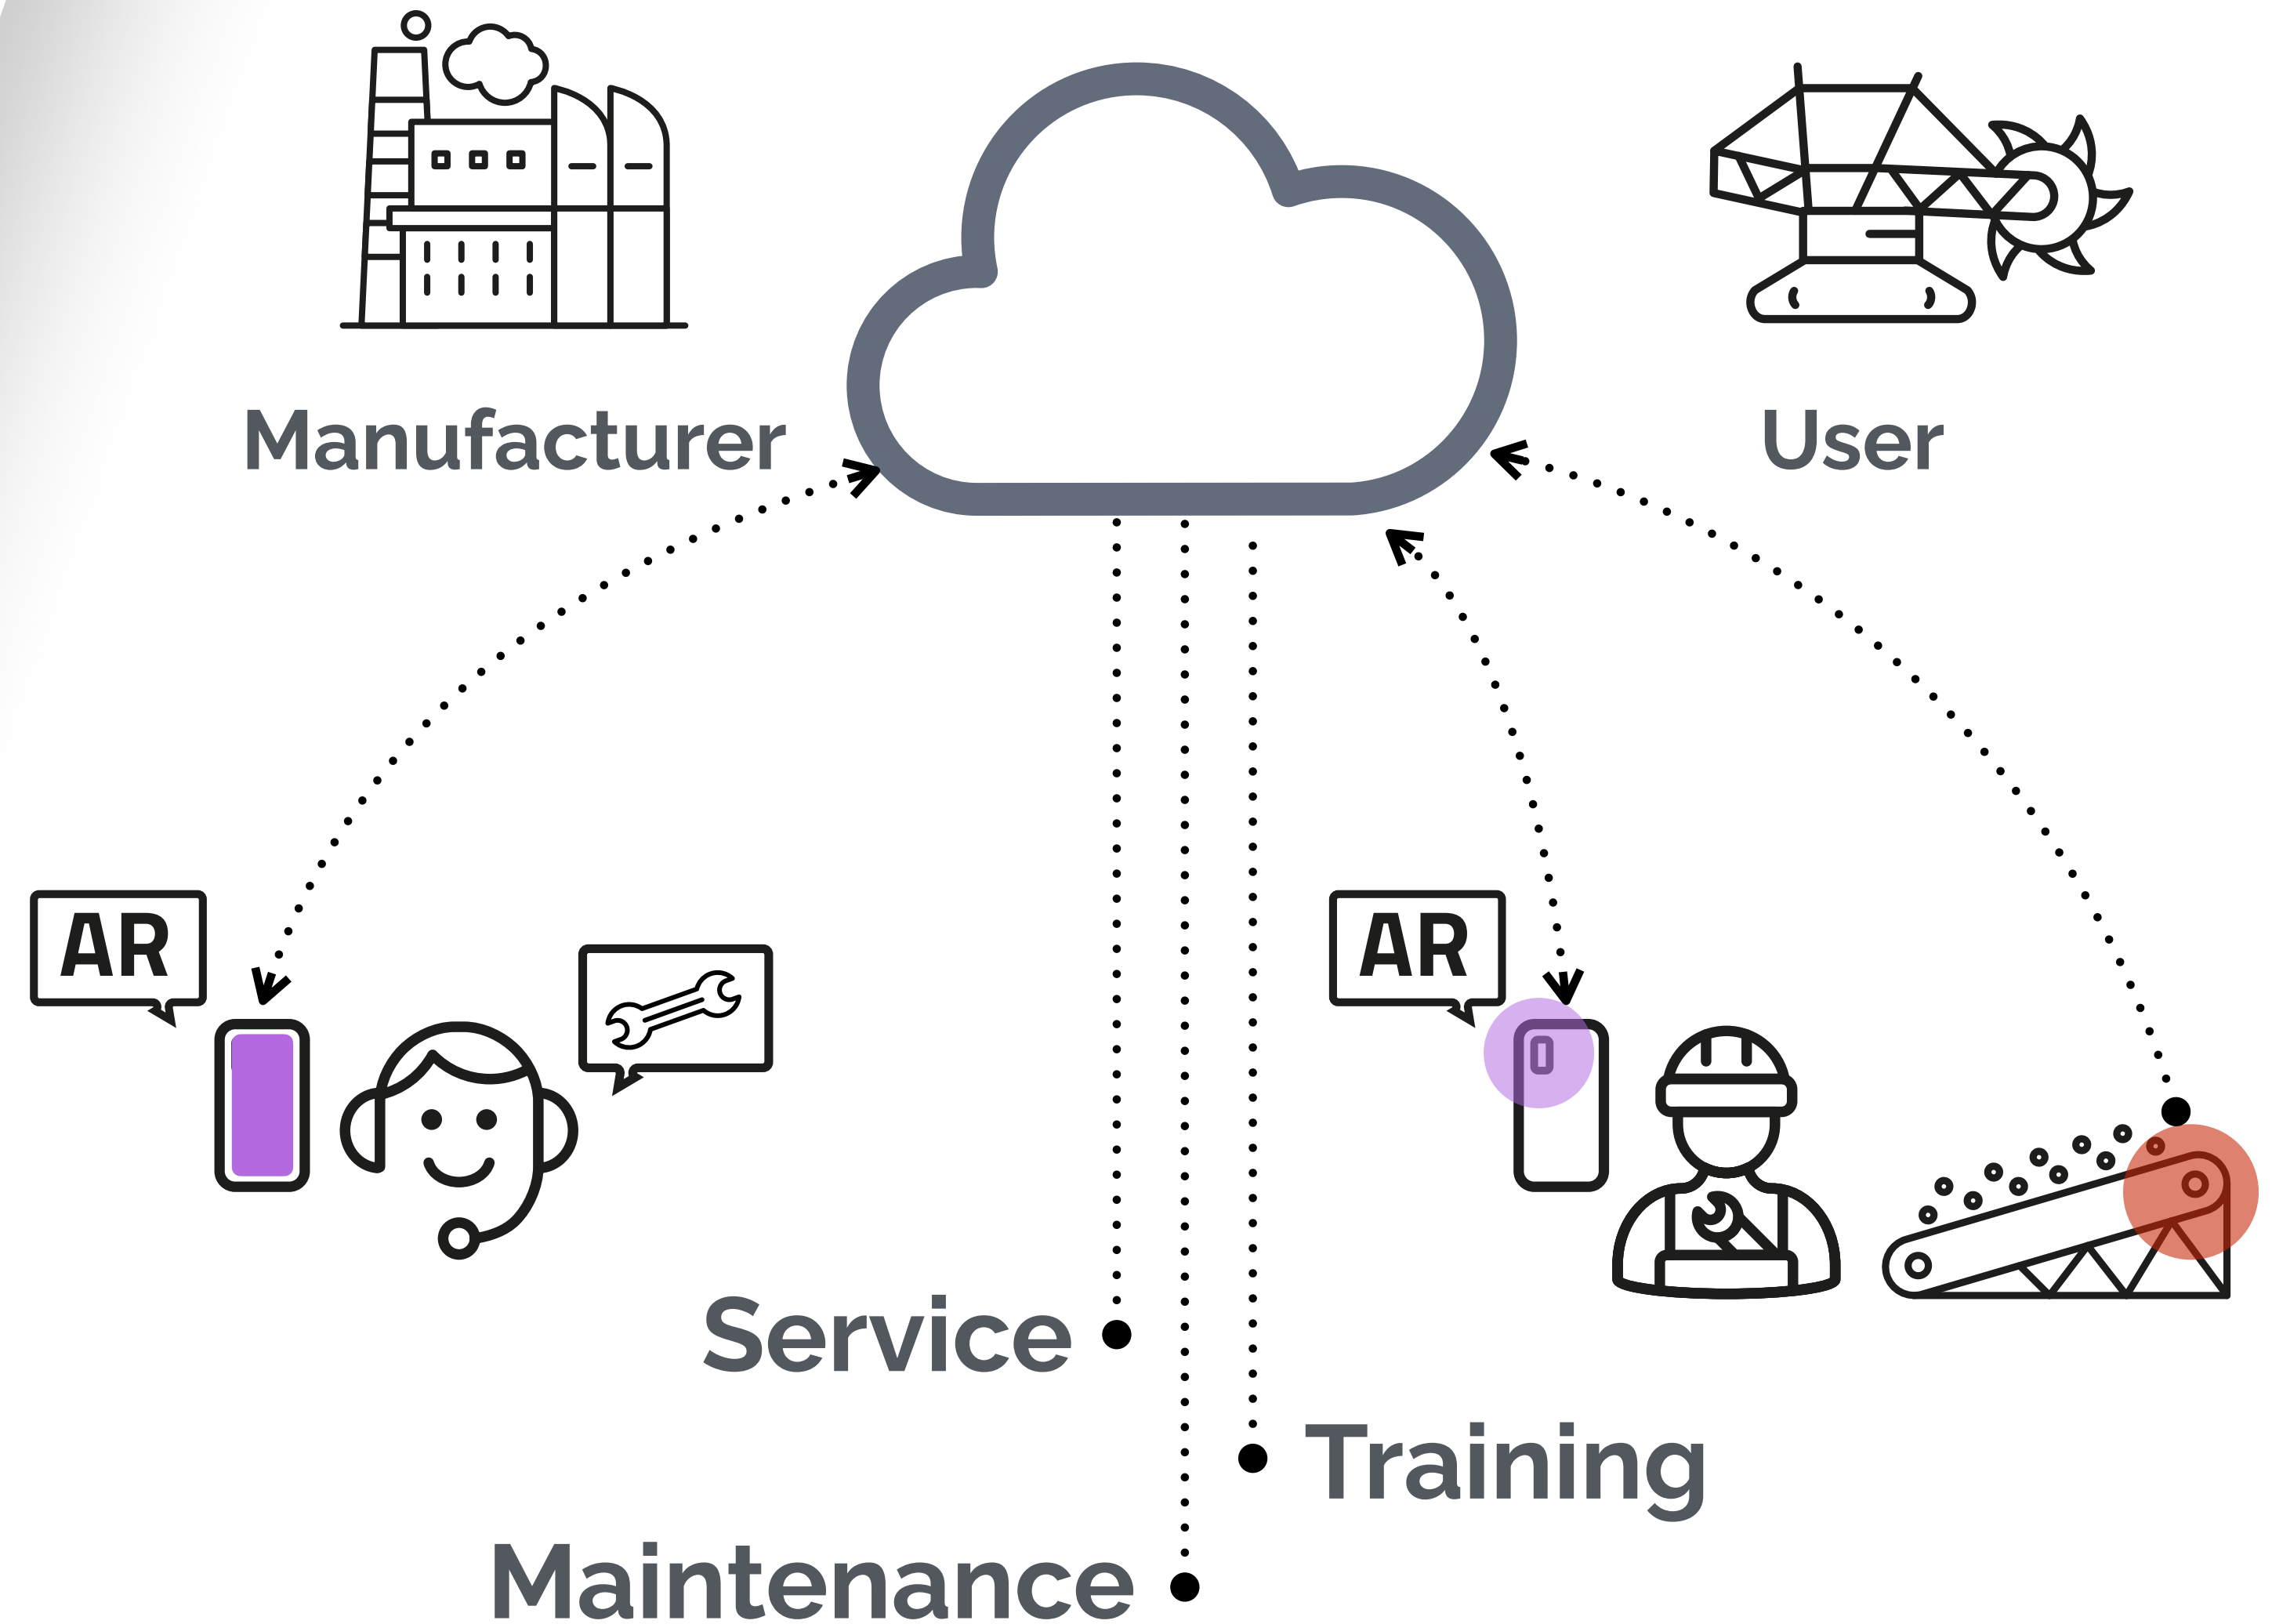 Manufacturer
User
AR
AR
Service
Training
Maintenance